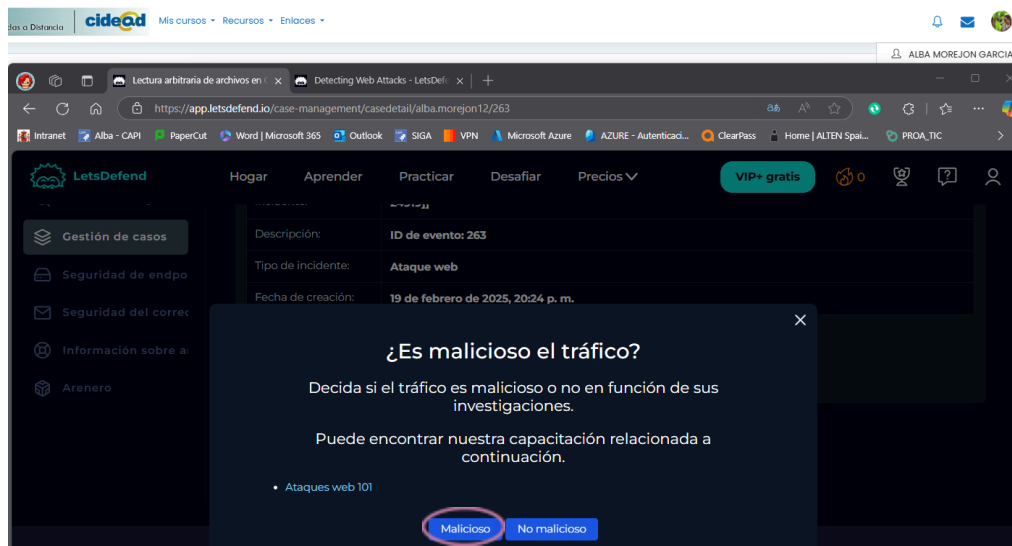 das a Distancia
cidead
Mis cursos
Recursos
Enlaces
ALBA MOREJON GARCIA
Lectura arbitraria de archivos en
Detecting Web Attacks - LetsDefe
https://app.letsdefend.io/case-management/casedetail/alba.morejon12/263
Intranet
Alba - CAPI
PaperCut
Word | Microsoft 365
Outlook
SIGA
VPN
Microsoft Azure
AZURE - Autenticaci...
ClearPass
Home | ALTEN Spai...
PROA_TIC
LetsDefend
Hogar
Aprender
Practicar
Desafiar
Precios
VIP+ gratis
0
Gestión de casos
Seguridad de endpo
Seguridad del correo
Información sobre a
Arenero
Descripción:
ID de evento: 263
Tipo de incidente:
Ataque web
Fecha de creación:
19 de febrero de 2025, 20:24 p. m.
¿Es malicioso el tráfico?
Decida si el tráfico es malicioso o no en función de sus
investigaciones.
Puede encontrar nuestra capacitación relacionada a
continuación.
Ataques web 101
Malicioso
No malicioso